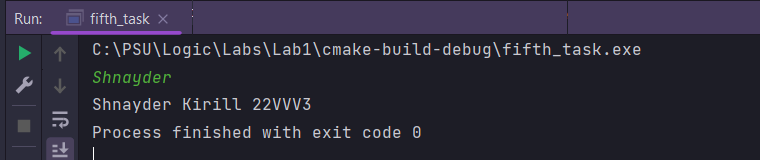 Run: fifth_task
C:\PSU\Logic\Labs\Lab1\cmake-build-debug\fifth_task.exe
Shnayder
Shnayder Kirill 22VVV3
Process finished with exit code 0